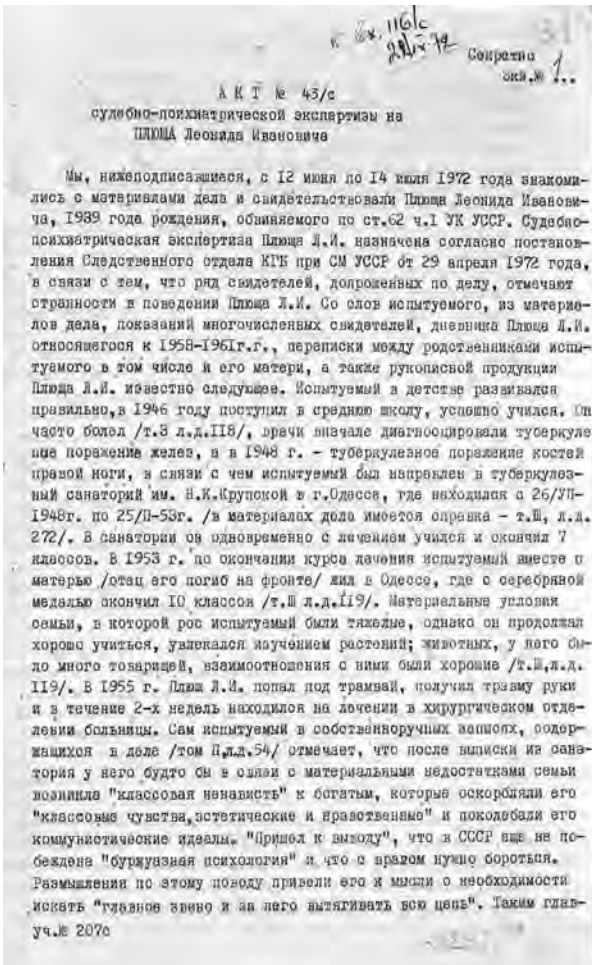 к вх. 116/с
Секретно
экз.№ 1...
АКТ № 43/с
судебно-психиатрической экспертизы на
ПЛЮЩА Леонида Ивановича
Мы, нижеподписавшиеся, с 12 июня по 14 июля 1972 года знакоми-
лись с материалами дела и свидетельствовали Плюща Леонида Иванови-
ча, 1939 года рождения, обвиняемого по ст.62 ч.I УК УССР. Судебно-
психиатрическая экспертиза Плюща Л.И. назначена согласно постанов-
ления Следственного отдела КГБ при СМ УССР от 29 апреля 1972 года,
в связи с тем, что ряд свидетелей, допрошенных по делу, отмечают
странности в поведении Плюща Л.И. Со слов испытуемого, из материа-
лов дела, показаний многочисленных свидетелей, дневника Плюща Л.И.
относящегося к 1958-1961г.г., переписки между родственниками испы-
туемого в том числе и его матери, а также рукописной продукции
Плюща Л.И. известно следующее. Испытуемый в детстве развивался
правильно,в 1946 году поступил в среднюю школу, успешно учился. Он
часто болел /т.3 л.д.118/, врачи вначале диагносцировали туберкулез
ное поражение желез, а в 1948 г. - туберкулезное поражение костей
правой ноги, в связи с чем испытуемый был направлен в туберкулез-
ный санаторий им. Н.К.Крупской в г.Одессе, где находился с 26/УП-
1948г. по 25/П-53г. /в материалах дела имеется справка - т.Ш, л.д.
272/. В санатории он одновременно с лечением учился и окончил 7
классов. В 1953 г. по окончании курса лечения испытуемый вместе с
матерью /отец его погиб на фронте/ жил в Одессе, где с серебряной
медалью окончил 10 классов /т.Ш л.д.119/. Материальные условия
семьи, в которой рос испытуемый были тяжелые, однако он продолжал
хорошо учиться, увлекался изучением растений; животных, у него бы-
ло много товарищей, взаимоотношения с ними были хорошие /т.Ш,л.д.
119/. В 1955 г. Плющ Л.И. попал под трамвай, получил травму руки
и в течение 2-х недель находился на лечении в хирургическом отде-
лении больницы. Сам испытуемый в собственноручных записях, содер-
жащихся в деле /том П,л.д.54/ отмечает, что после выписки из сана-
тория у него будто бы в связи с материальными недостатками семьи
возникла "классовая ненависть" к богатым, которые оскорбляли его
"классовые чувства,эстетические и нравственные" и поколебали его
коммунистические идеалы. "Пришел к выводу", что в СССР еще не по-
беждена "буржуазная психология" и что с врагом нужно бороться.
Размышления по этому поводу привели его к мысли о необходимости
искать "главное звено и за него вытягивать всю цепь". Таким глав-
уч.№ 207с